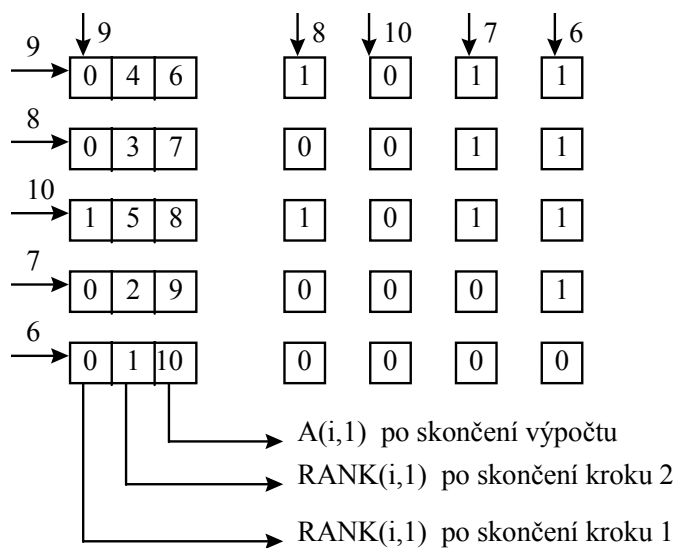 9 8 10 7 6
9 0 4 6 1 0 1 1
8 0 3 7 0 0 1 1
10 1 5 8 1 0 1 1
7 0 2 9 0 0 0 1
6 0 1 10 0 0 0 0
A(i,1) po skončení výpočtu
RANK(i,1) po skončení kroku 2
RANK(i,1) po skončení kroku 1